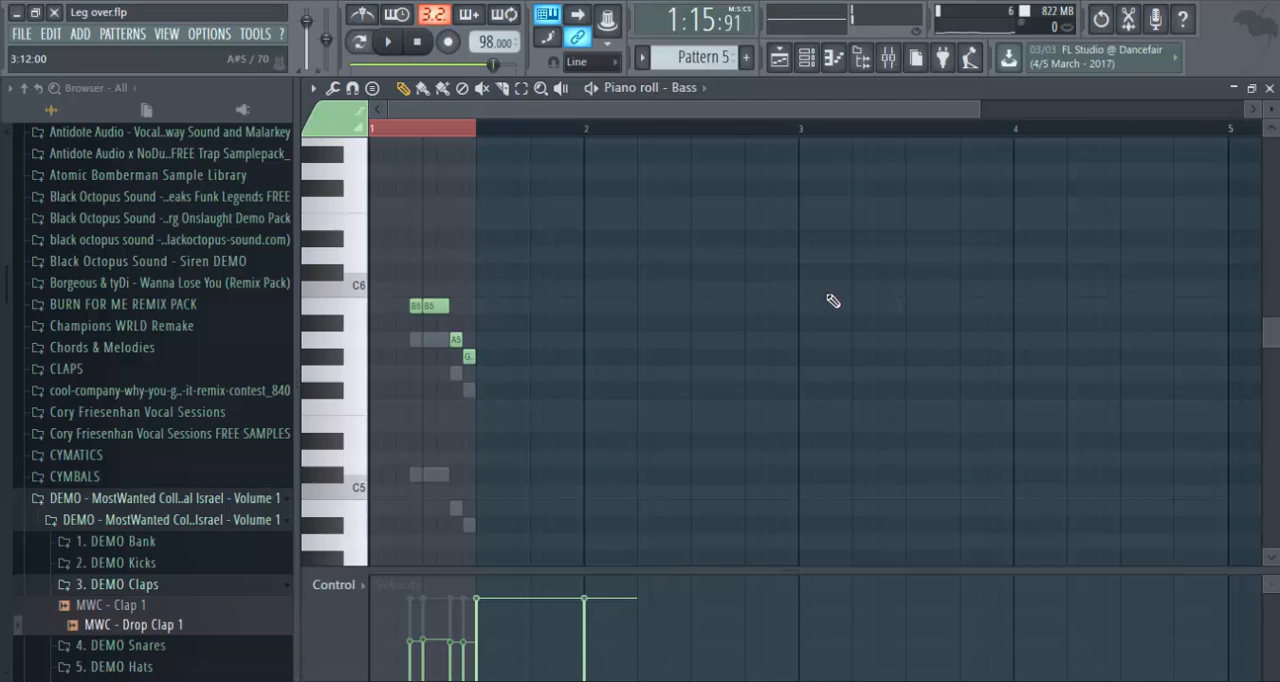 Leg over.flp
FILE EDIT ADD PATTERNS VIEW OPTIONS TOOLS ?
3:12:00 A#5 / 70
3.2.
98.000
1:15:91
M:S:CS
6 822 MB
0
Line
Pattern 5
03/03 FL Studio @ Dancefair
(4/5 March - 2017)
Browser - All
Piano roll - Bass
1 2 3 4 5
Antidote Audio - Vocal..way Sound and Malarkey
Antidote Audio x NoDu..FREE Trap Samplepack_
Atomic Bomberman Sample Library
Black Octopus Sound -..eaks Funk Legends FREE
Black Octopus Sound -..rg Onslaught Demo Pack
black octopus sound -..lackoctopus-sound.com)
Black Octopus Sound - Siren DEMO
Borgeous & tyDi - Wanna Lose You (Remix Pack)
BURN FOR ME REMIX PACK
Champions WRLD Remake
Chords & Melodies
CLAPS
cool-company-why-you-g..-it-remix-contest_840
Cory Friesenhan Vocal Sessions
Cory Friesenhan Vocal Sessions FREE SAMPLES
CYMATICS
CYMBALS
DEMO - MostWanted Coll..al Israel - Volume 1
DEMO - MostWanted Col..Israel - Volume 1
1. DEMO Bank
2. DEMO Kicks
3. DEMO Claps
MWC - Clap 1
MWC - Drop Clap 1
4. DEMO Snares
5. DEMO Hats
C6
B5 B5
A5
G..
C5
Control Velocity